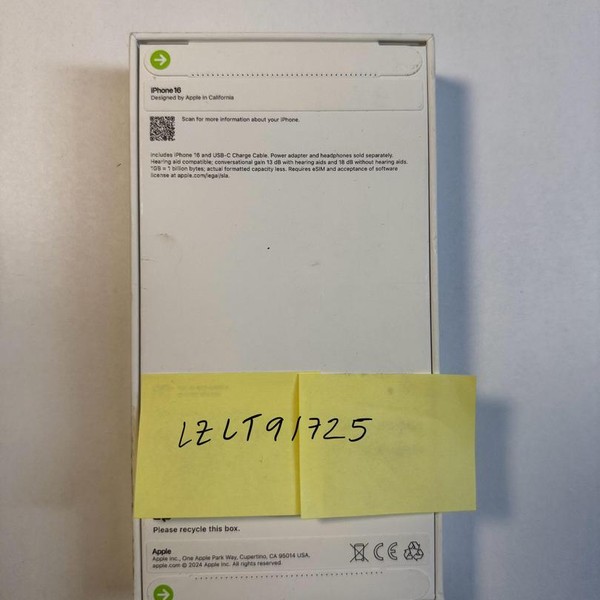 iPhone 16
Designed by Apple in California
Scan for more information about your iPhone.
Includes iPhone 16 and USB-C Charge Cable. Power adapter and headphones sold separately.
Hearing aid compatible; conversational gain 13 dB with hearing aids and 18 dB without hearing aids.
*1GB = 1 billion bytes; actual formatted capacity less. Requires eSIM and acceptance of software
license at apple.com/legal/sla.
LZLT91725
Please recycle this box.
Apple
Apple Inc., One Apple Park Way, Cupertino, CA 95014 USA.
apple.com © 2024 Apple Inc. All rights reserved.
CE